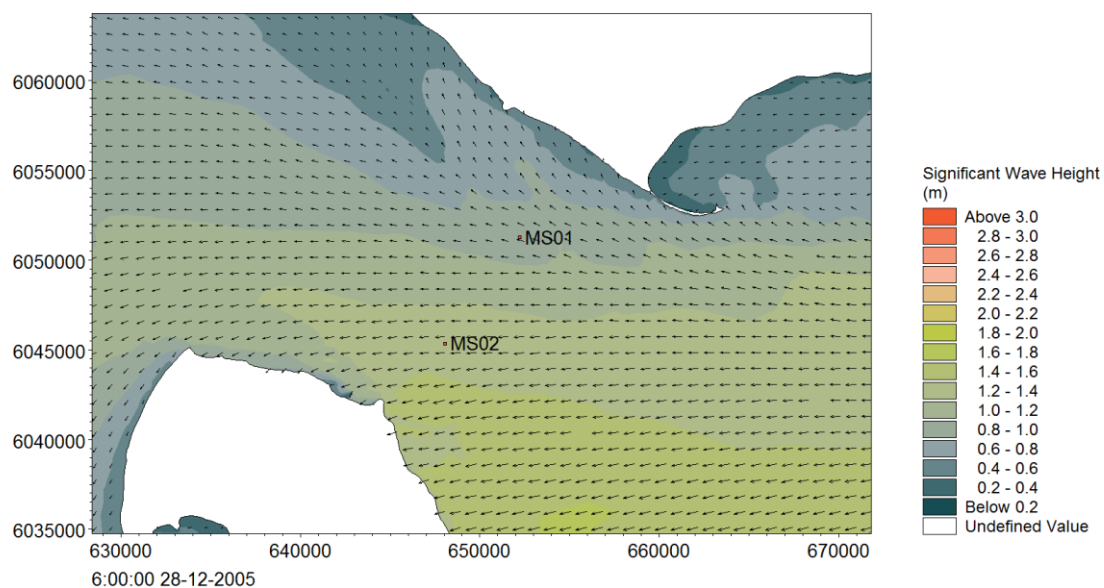 6060000
6055000
6050000
6045000
6040000
6035000
MS01
MS02
630000 640000 650000 660000 670000
6:00:00 28-12-2005
Significant Wave Height
(m)
Above 3.0
2.8 - 3.0
2.6 - 2.8
2.4 - 2.6
2.2 - 2.4
2.0 - 2.2
1.8 - 2.0
1.6 - 1.8
1.4 - 1.6
1.2 - 1.4
1.0 - 1.2
0.8 - 1.0
0.6 - 0.8
0.4 - 0.6
0.2 - 0.4
Below 0.2
Undefined Value